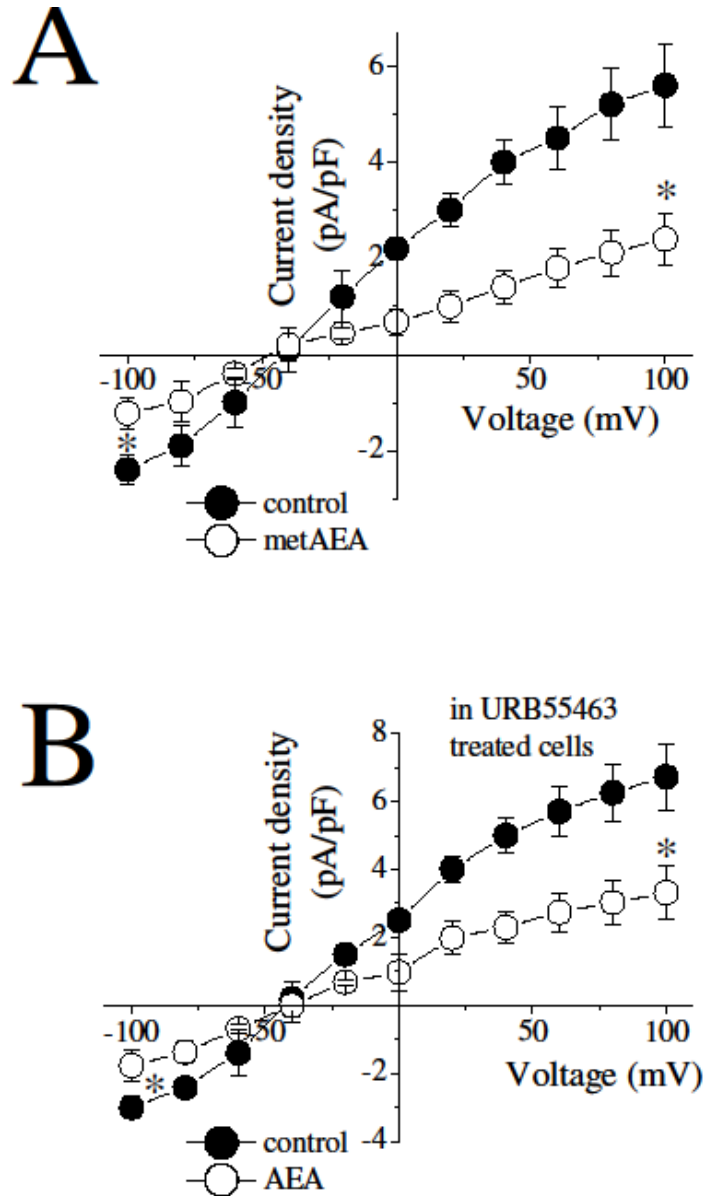 A
Current density
(pA/pF)
6
4
2
-2
-100
-50
50
100
Voltage (mV)
*
*
control
metAEA
B
in URB55463
treated cells
Current density
(pA/pF)
8
6
4
2
-2
-4
-100
-50
50
100
Voltage (mV)
*
*
control
AEA